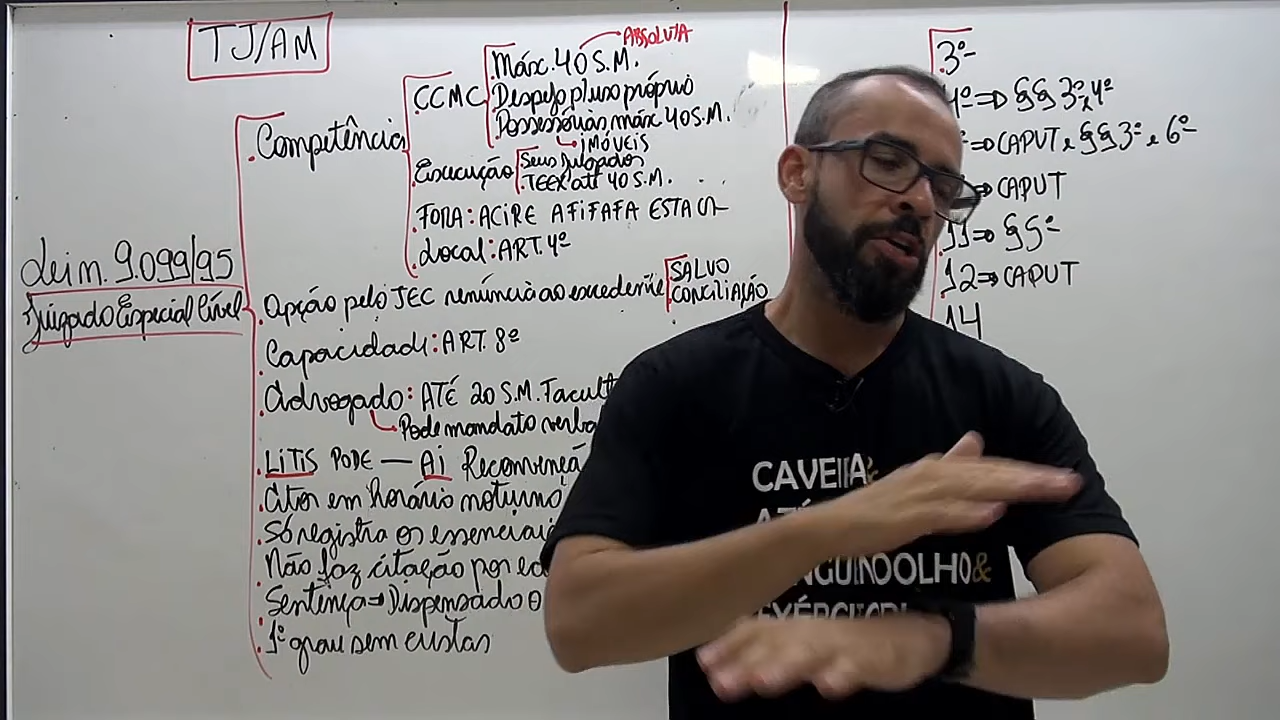 TJ/AM
Lei n. 9.099/95
Juizado Especial Cível
. Competência
CCMC
Máx. 40 S.M. → ABSOLUTA
Despejo p/ uso próprio
Possessórias máx 40 S.M.
↳ iMÓVEIS
Execução
Seus Julgados
TEEX até 40 S.M.
FORA: ACIRE AFIFAFA ESTACA
Local: ART. 4º
. Opção pelo JEC renúncia ao excedente
SALVO
CONCILIAÇÃO
. Capacidade: ART. 8º
. Advogado: ATÉ 20 S.M. Facult
↳ Pode mandato verba
. LiTiS PODE — Ai Reconvençã
. Atos em horário noturno
. Só registra os essenciai
. Não faz citação por ed
. Sentença → Dispensado o
. 1º grau sem custas
3º
4º ⇒ §§ 3º e 4º
⇒ CAPUT e §§ 3º e 6º
⇒ CAPUT
11 ⇒ § 5º
12 ⇒ CAPUT
14
CAVEIRA&